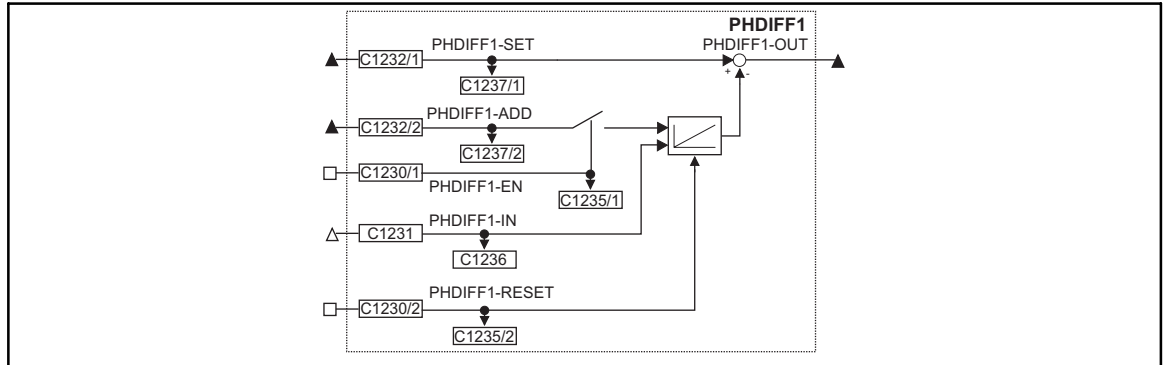 PHDIFF1
PHDIFF1-SET
PHDIFF1-OUT
C1232/1
+
-
C1237/1
PHDIFF1-ADD
C1232/2
C1237/2
C1230/1
PHDIFF1-EN
C1235/1
PHDIFF1-IN
C1231
C1236
PHDIFF1-RESET
C1230/2
C1235/2